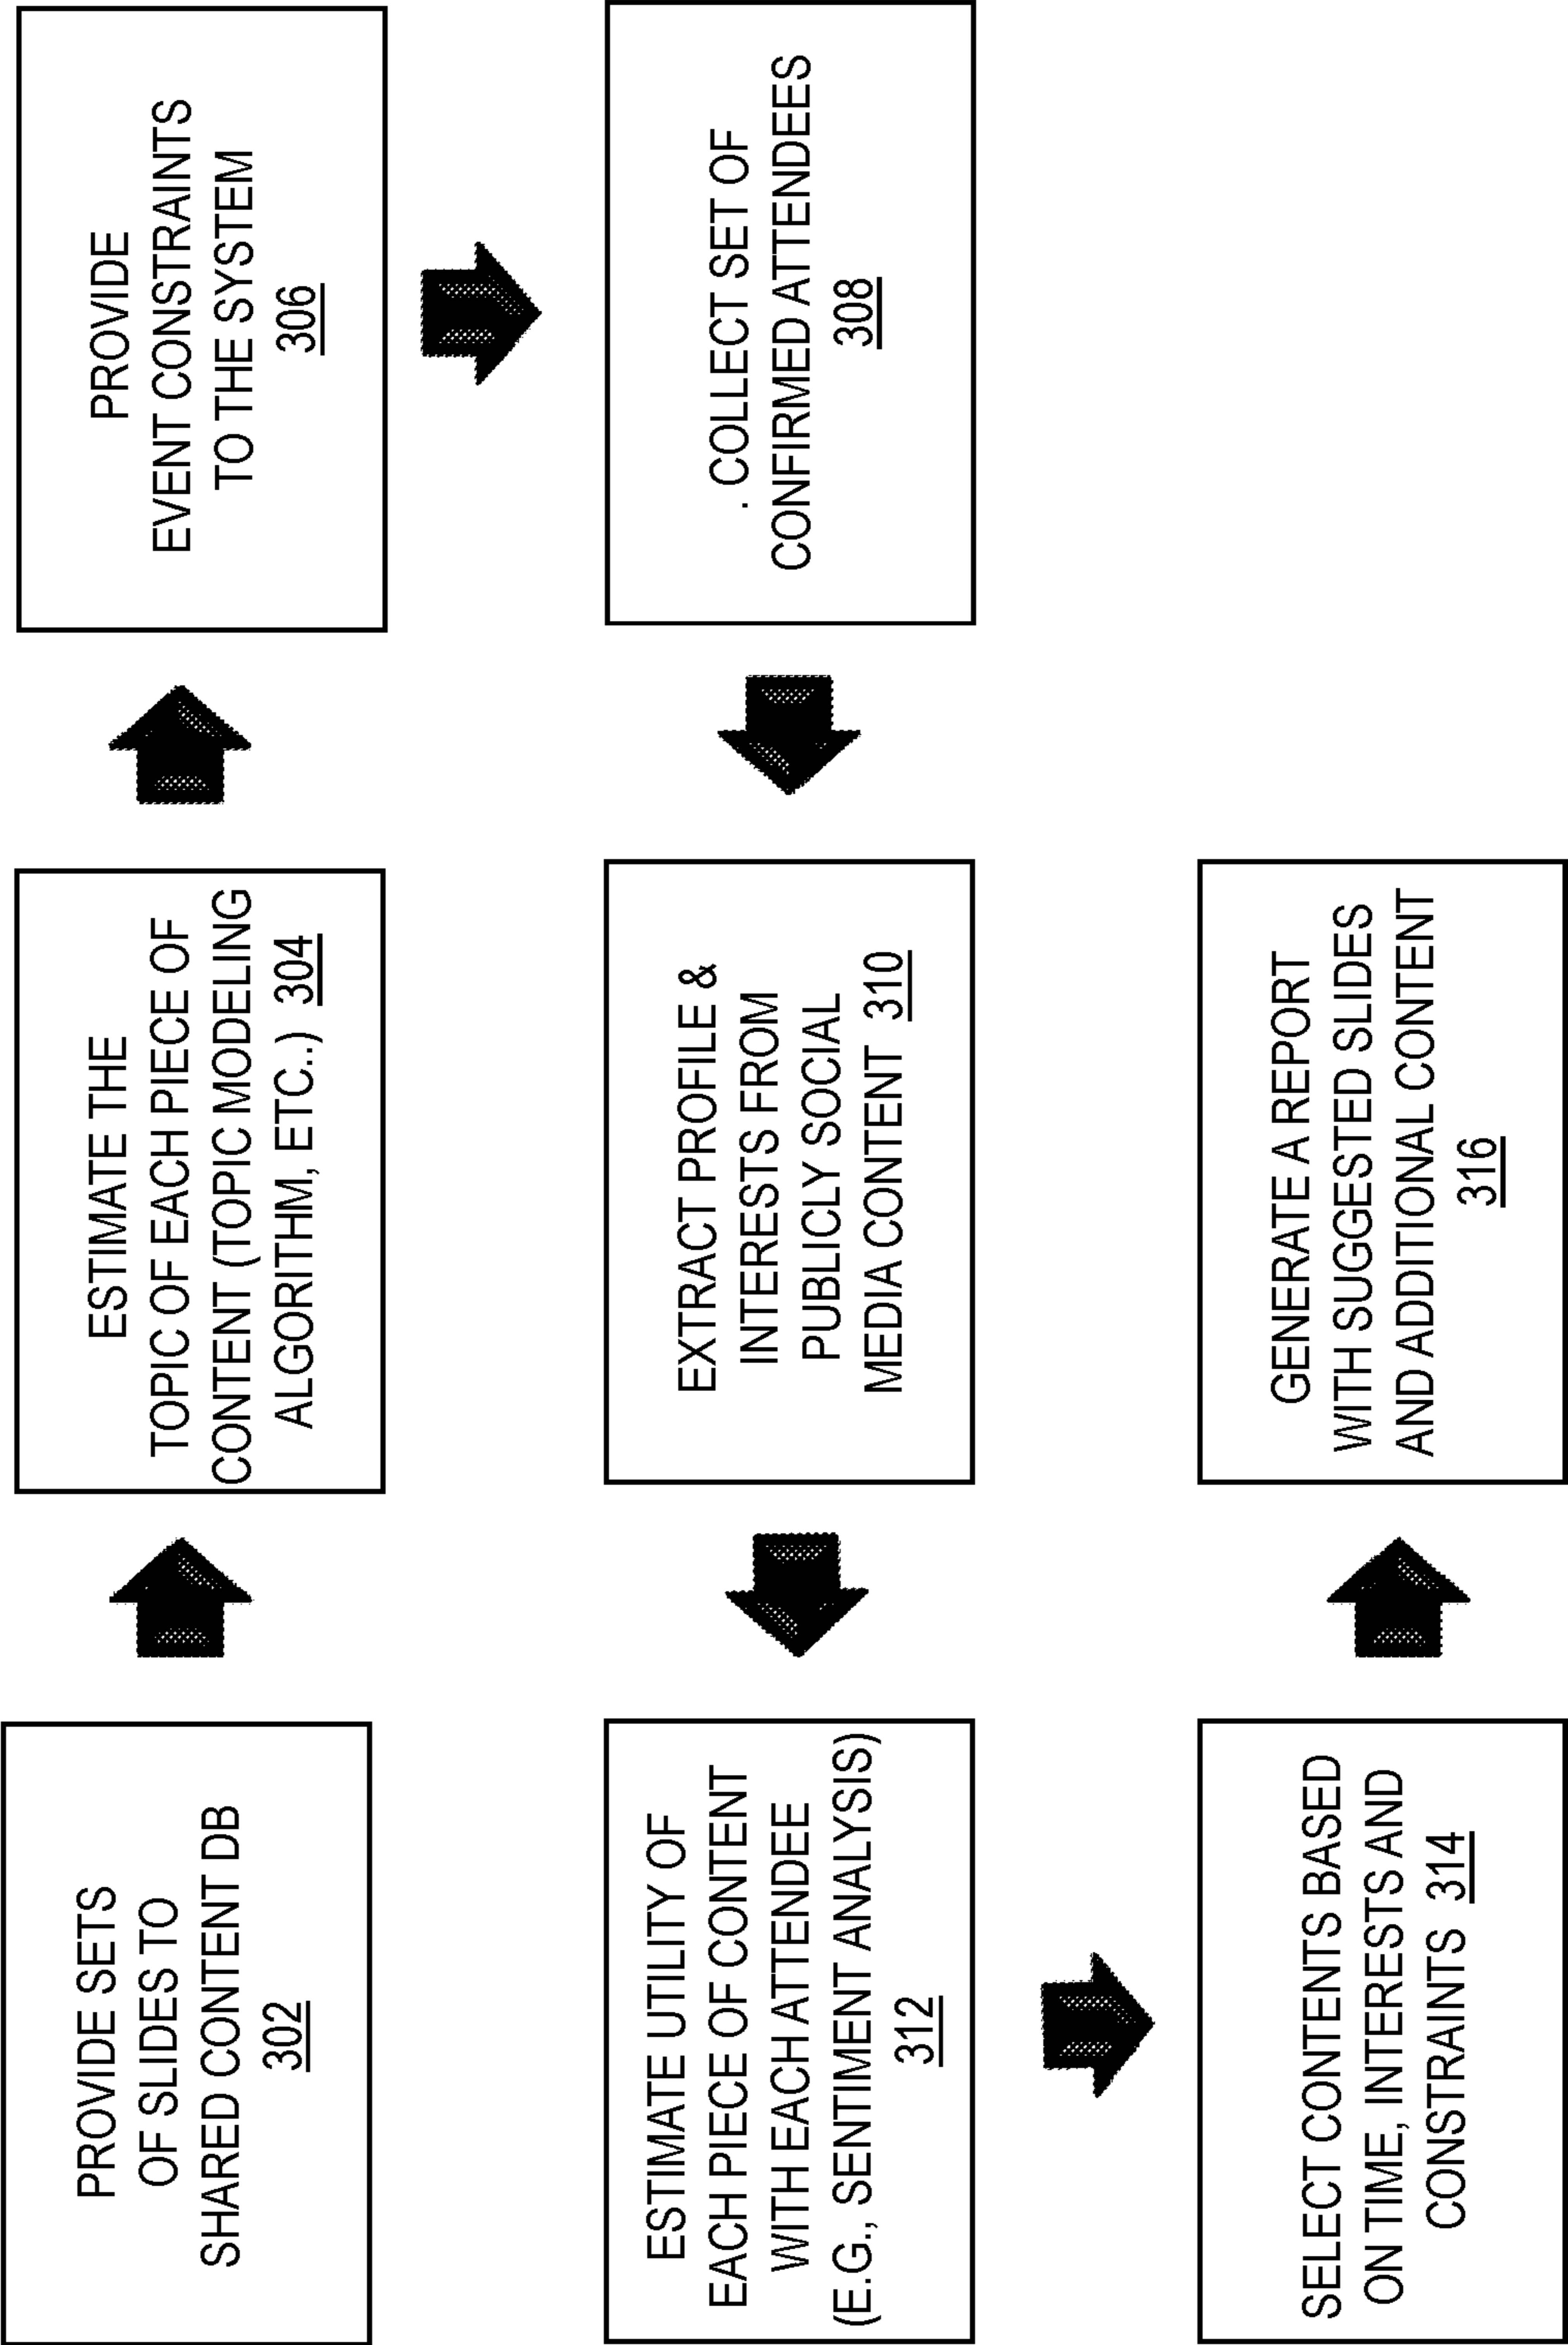 PROVIDE SETS
OF SLIDES TO
SHARED CONTENT DB
302
ESTIMATE THE
TOPIC OF EACH PIECE OF
CONTENT (TOPIC MODELING
ALGORITHM, ETC..) 304
PROVIDE
EVENT CONSTRAINTS
TO THE SYSTEM
306
. COLLECT SET OF
CONFIRMED ATTENDEES
308
EXTRACT PROFILE &
INTERESTS FROM
PUBLICLY SOCIAL
MEDIA CONTENT 310
ESTIMATE UTILITY OF
EACH PIECE OF CONTENT
WITH EACH ATTENDEE
(E.G., SENTIMENT ANALYSIS)
312
SELECT CONTENTS BASED
ON TIME, INTERESTS AND
CONSTRAINTS 314
GENERATE A REPORT
WITH SUGGESTED SLIDES
AND ADDITIONAL CONTENT
316